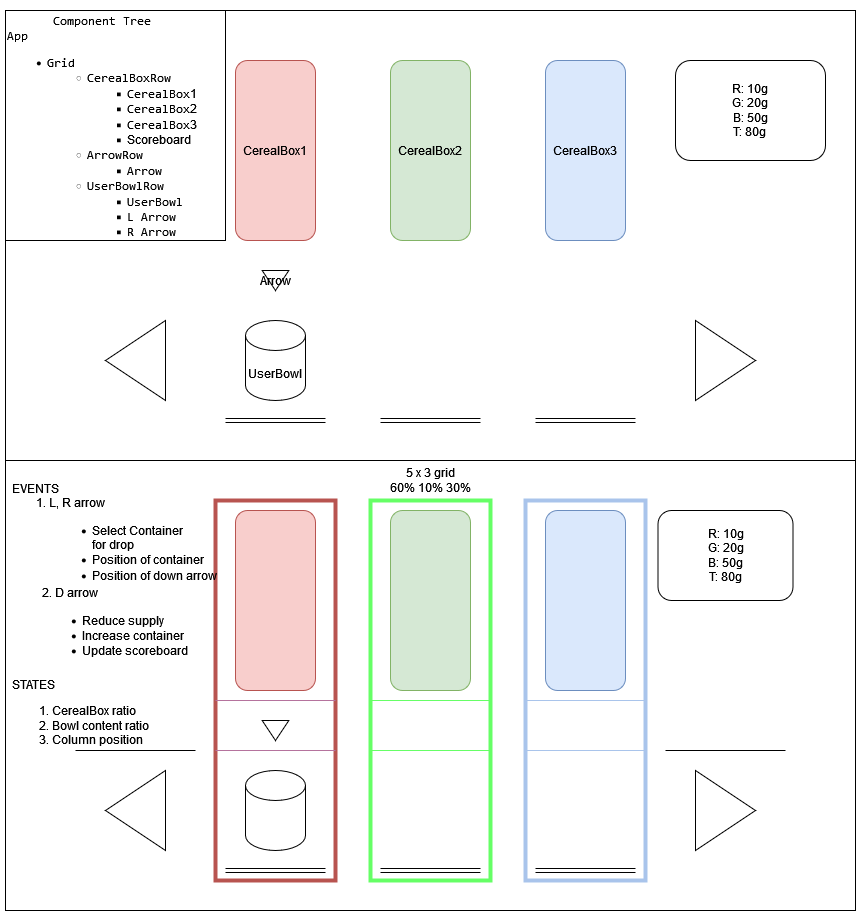 Component Tree
App
Grid
CerealBoxRow
CerealBox1
CerealBox2
CerealBox3
Scoreboard
ArrowRow
Arrow
UserBowlRow
UserBowl
L Arrow
R Arrow
CerealBox1
CerealBox2
CerealBox3
R: 10g
G: 20g
B: 50g
T: 80g
Arrow
UserBowl
5 x 3 grid
60% 10% 30%
EVENTS
1. L, R arrow
Select Container
for drop
Position of container
Position of down arrow
2. D arrow
Reduce supply
Increase container
Update scoreboard
STATES
1. CerealBox ratio
2. Bowl content ratio
3. Column position
R: 10g
G: 20g
B: 50g
T: 80g